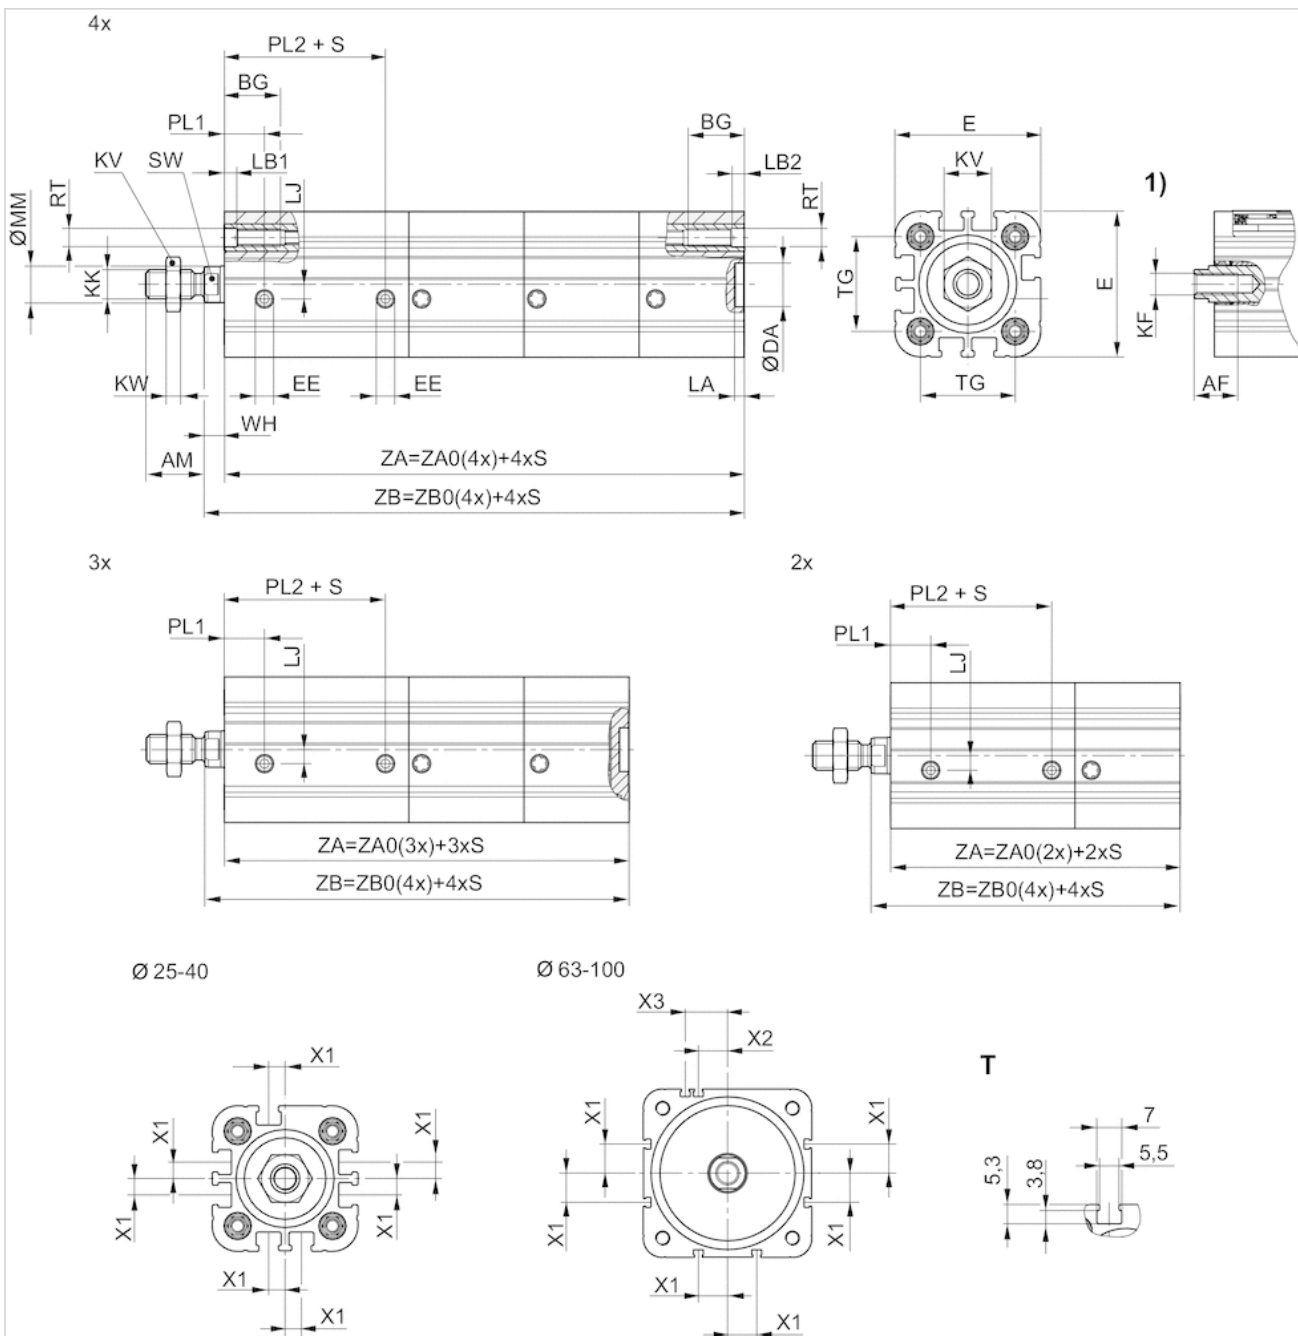 4x
PL2 + S
BG
PL1
BG
E
KV
SW
LB1
LB2
KV
1)
RT
LJ
RT
ØMM
KK
TG
E
KF
ØDA
KW
EE
EE
LA
TG
AF
WH
AM
ZA=ZA0(4x)+4xS
ZB=ZB0(4x)+4xS
3x
2x
PL2 + S
PL2 + S
PL1
LJ
PL1
LJ
ZA=ZA0(3x)+3xS
ZB=ZB0(4x)+4xS
ZA=ZA0(2x)+2xS
ZB=ZB0(4x)+4xS
Ø 25-40
Ø 63-100
X3
X2
X1
T
X1
X1
X1
X1
7
5,5
5,3
3,8
X1
X1
X1
X1
X1
X1
X1
X1